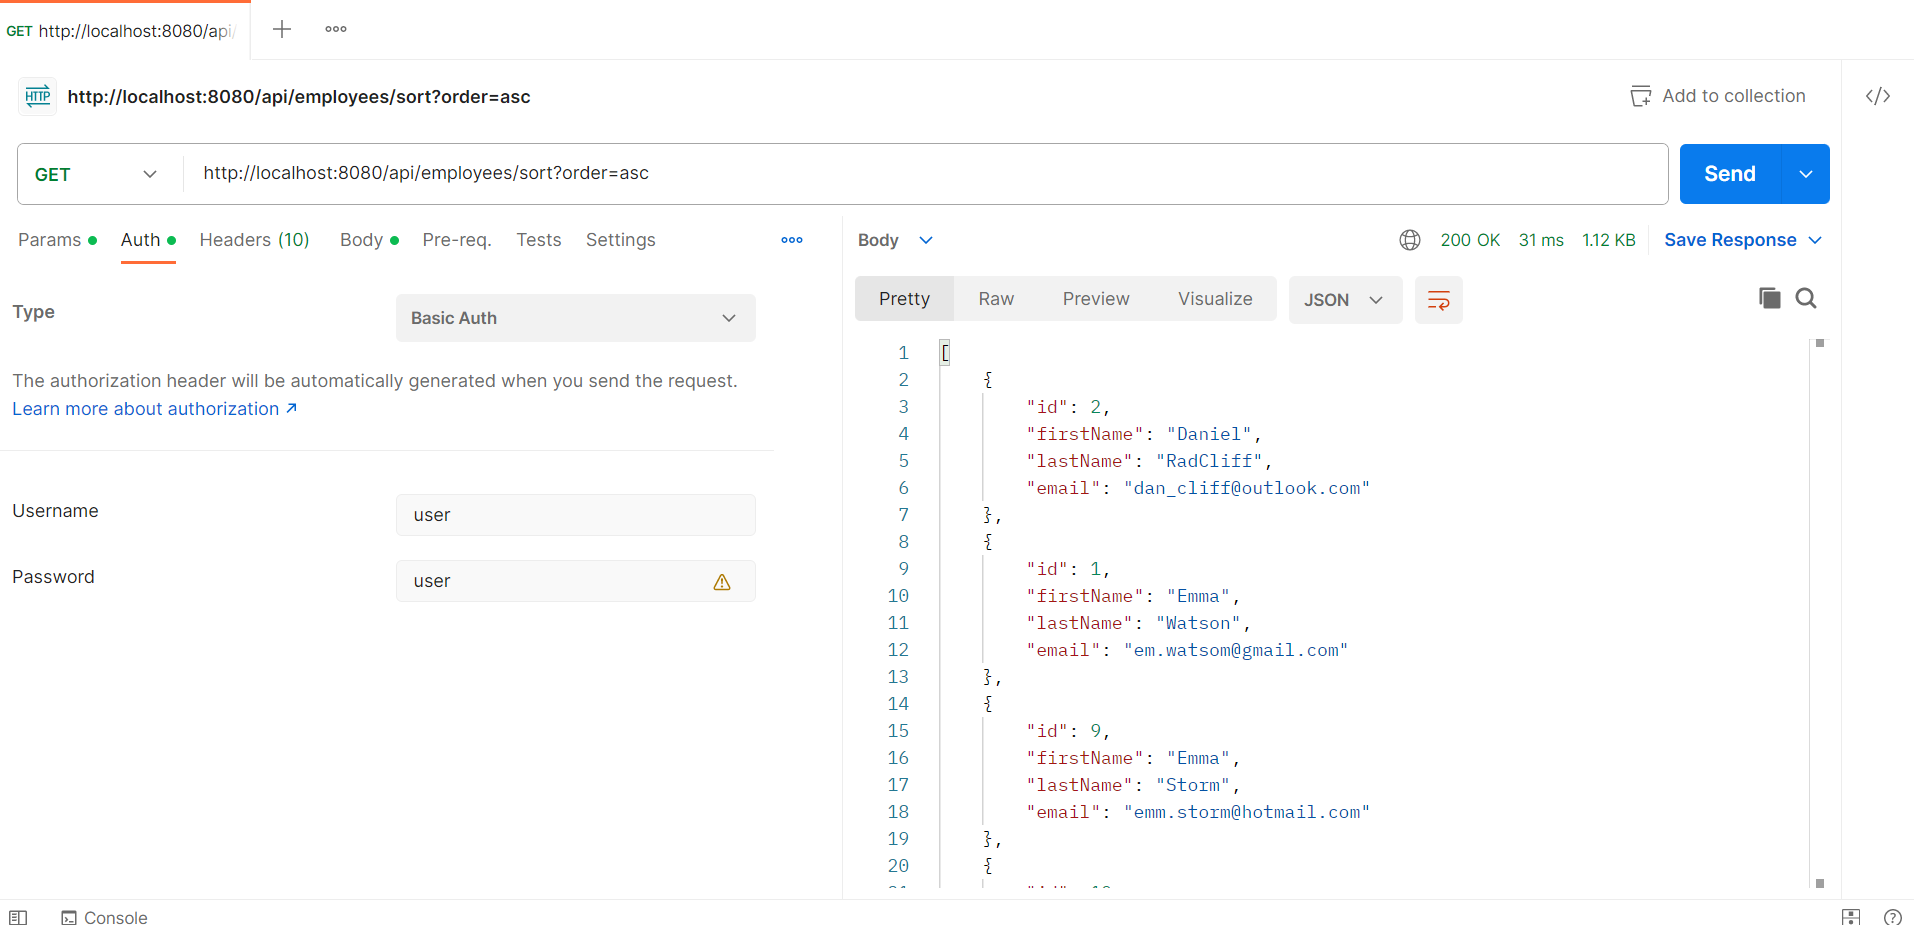 GET http://localhost:8080/api/
http://localhost:8080/api/employees/sort?order=asc
Add to collection
GET http://localhost:8080/api/employees/sort?order=asc Send
Params Auth Headers (10) Body Pre-req. Tests Settings
Body 200 OK 31 ms 1.12 KB Save Response
Type Basic Auth
The authorization header will be automatically generated when you send the request.
Learn more about authorization ↗
Username user
Password user
Pretty Raw Preview Visualize JSON
1 [
2 {
3 "id": 2,
4 "firstName": "Daniel",
5 "lastName": "RadCliff",
6 "email": "dan_cliff@outlook.com"
7 },
8 {
9 "id": 1,
10 "firstName": "Emma",
11 "lastName": "Watson",
12 "email": "em.watsom@gmail.com"
13 },
14 {
15 "id": 9,
16 "firstName": "Emma",
17 "lastName": "Storm",
18 "email": "emm.storm@hotmail.com"
19 },
20 {
Console